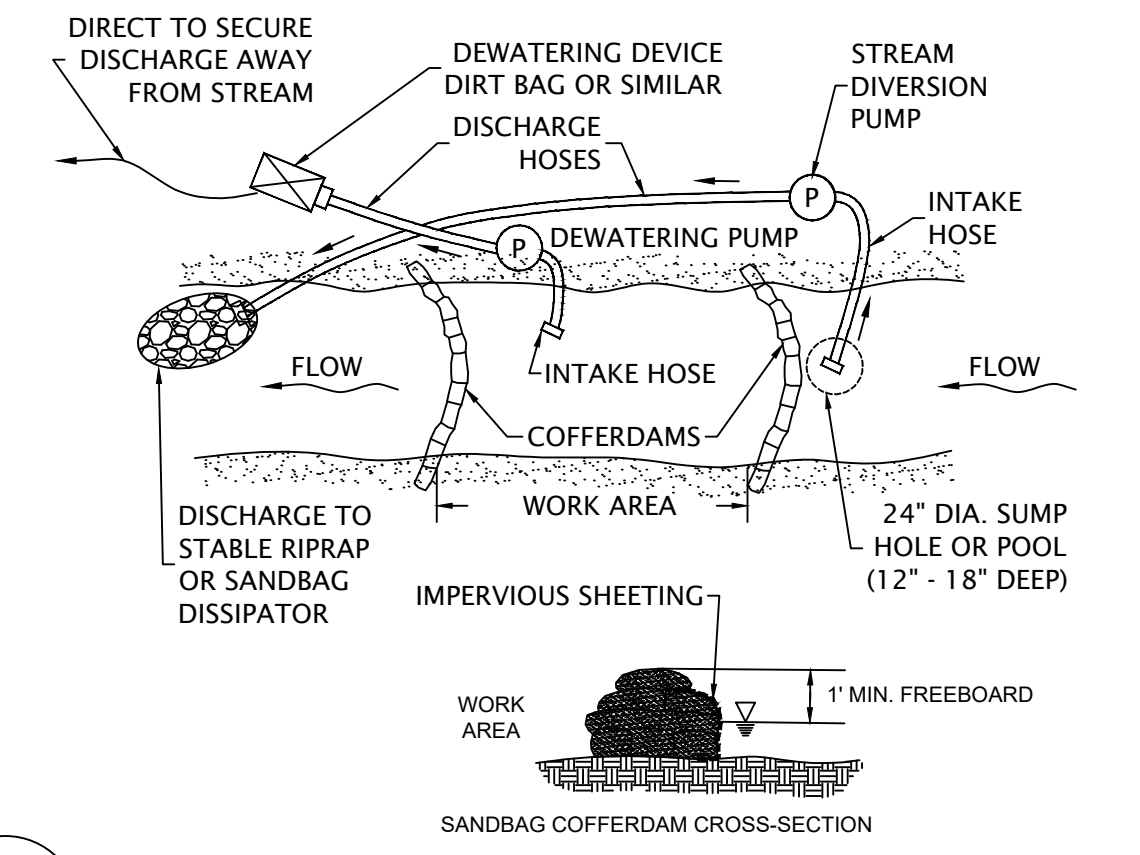 DIRECT TO SECURE
DISCHARGE AWAY
FROM STREAM
DEWATERING DEVICE
DIRT BAG OR SIMILAR
DISCHARGE
HOSES
STREAM
DIVERSION
PUMP
P
INTAKE
HOSE
P
DEWATERING PUMP
FLOW
INTAKE HOSE
FLOW
COFFERDAMS
WORK AREA
DISCHARGE TO
STABLE RIPRAP
OR SANDBAG
DISSIPATOR
24" DIA. SUMP
HOLE OR POOL
(12" - 18" DEEP)
IMPERVIOUS SHEETING
WORK
AREA
1' MIN. FREEBOARD
SANDBAG COFFERDAM CROSS-SECTION